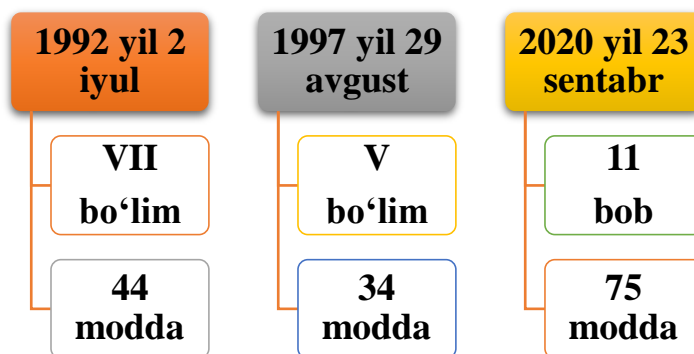 1992 yil 2
iyul
VII
bo‘lim
44
modda
1997 yil 29
avgust
V
bo‘lim
34
modda
2020 yil 23
sentabr
11
bob
75
modda